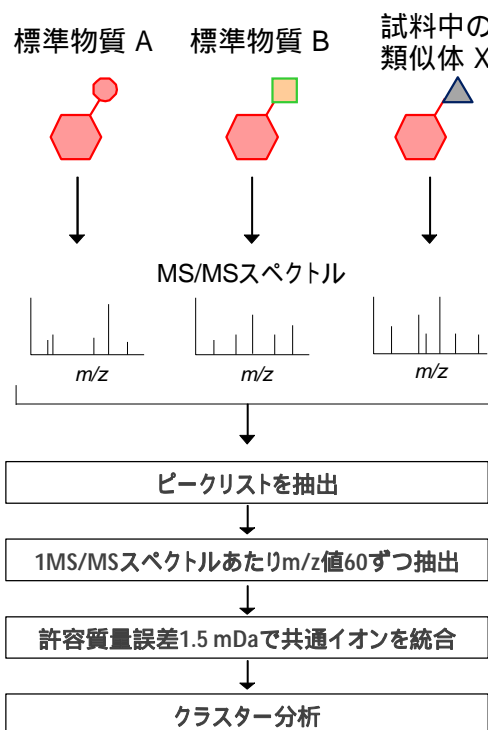 標準物質 A
標準物質 B
試料中の
類似体 X
MS/MSスペクトル
m/z
m/z
m/z
ピークリストを抽出
1MS/MSスペクトルあたりm/z値60ずつ抽出
許容質量誤差1.5 mDaで共通イオンを統合
クラスター分析